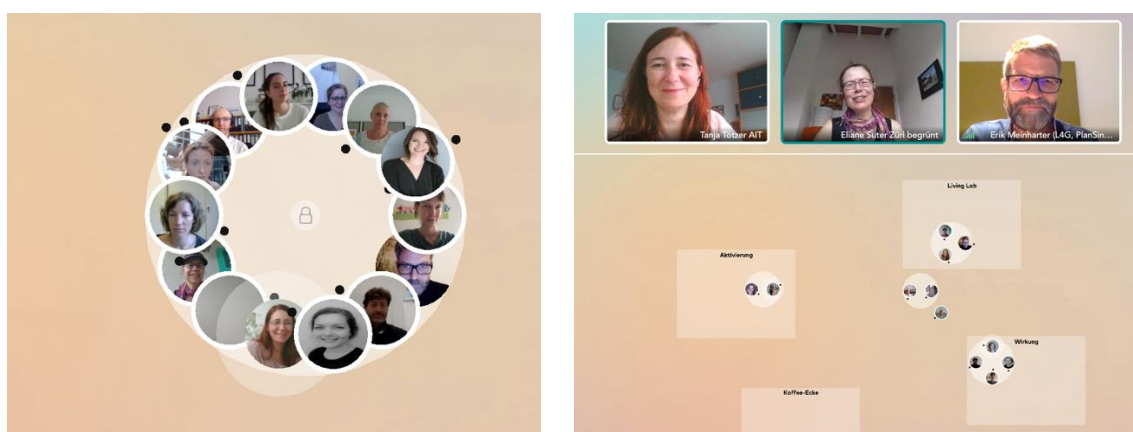 Tanja Tötzer AIT
Eliane Suter Züri begrünt
Erik Meinharter (L4G, PlanSin...
Living Lab
Aktivierung
Wirkung
Koffee-Ecke